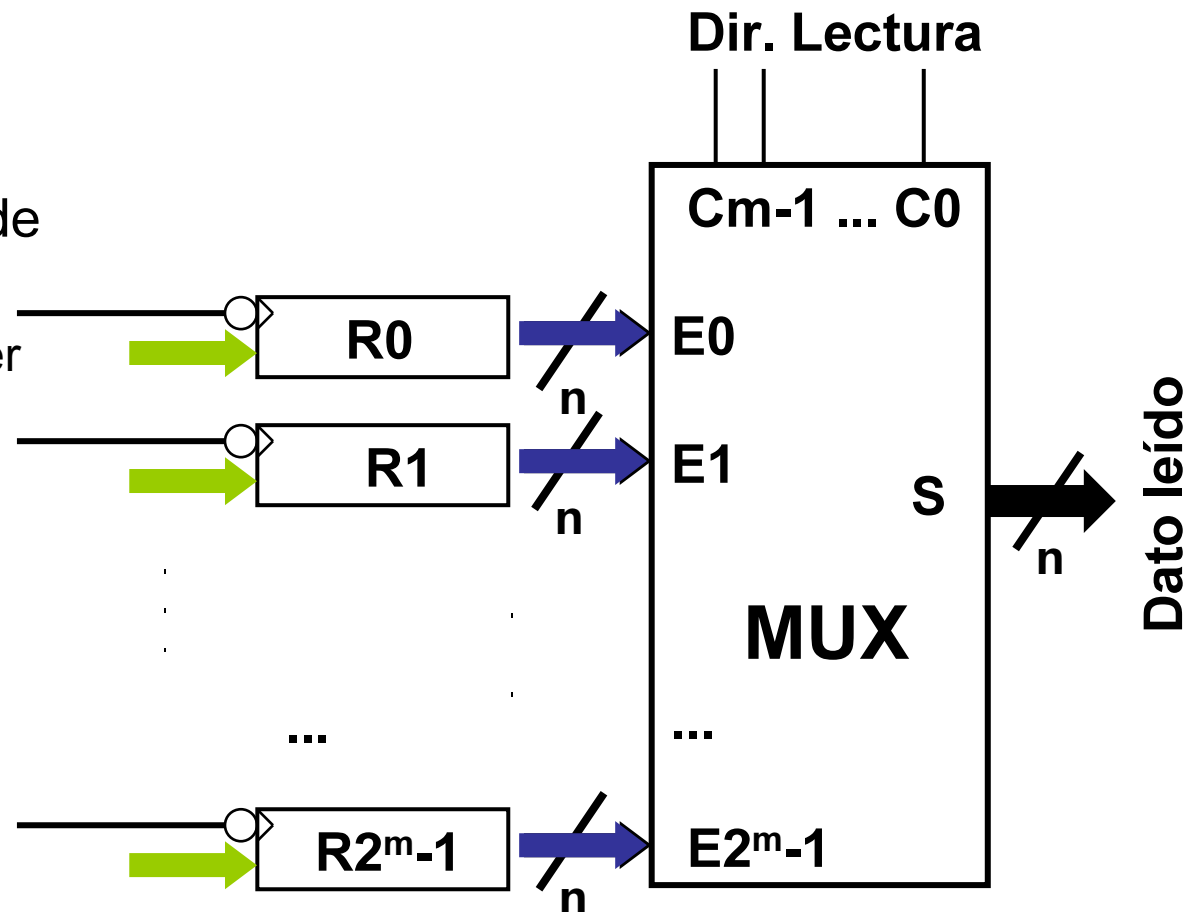 Dir. Lectura
Cm-1 ... C0
de
R0
n
E0
er
R1
n
E1
S
n
Dato leído
MUX
...
...
R2ᵐ-1
n
E2ᵐ-1